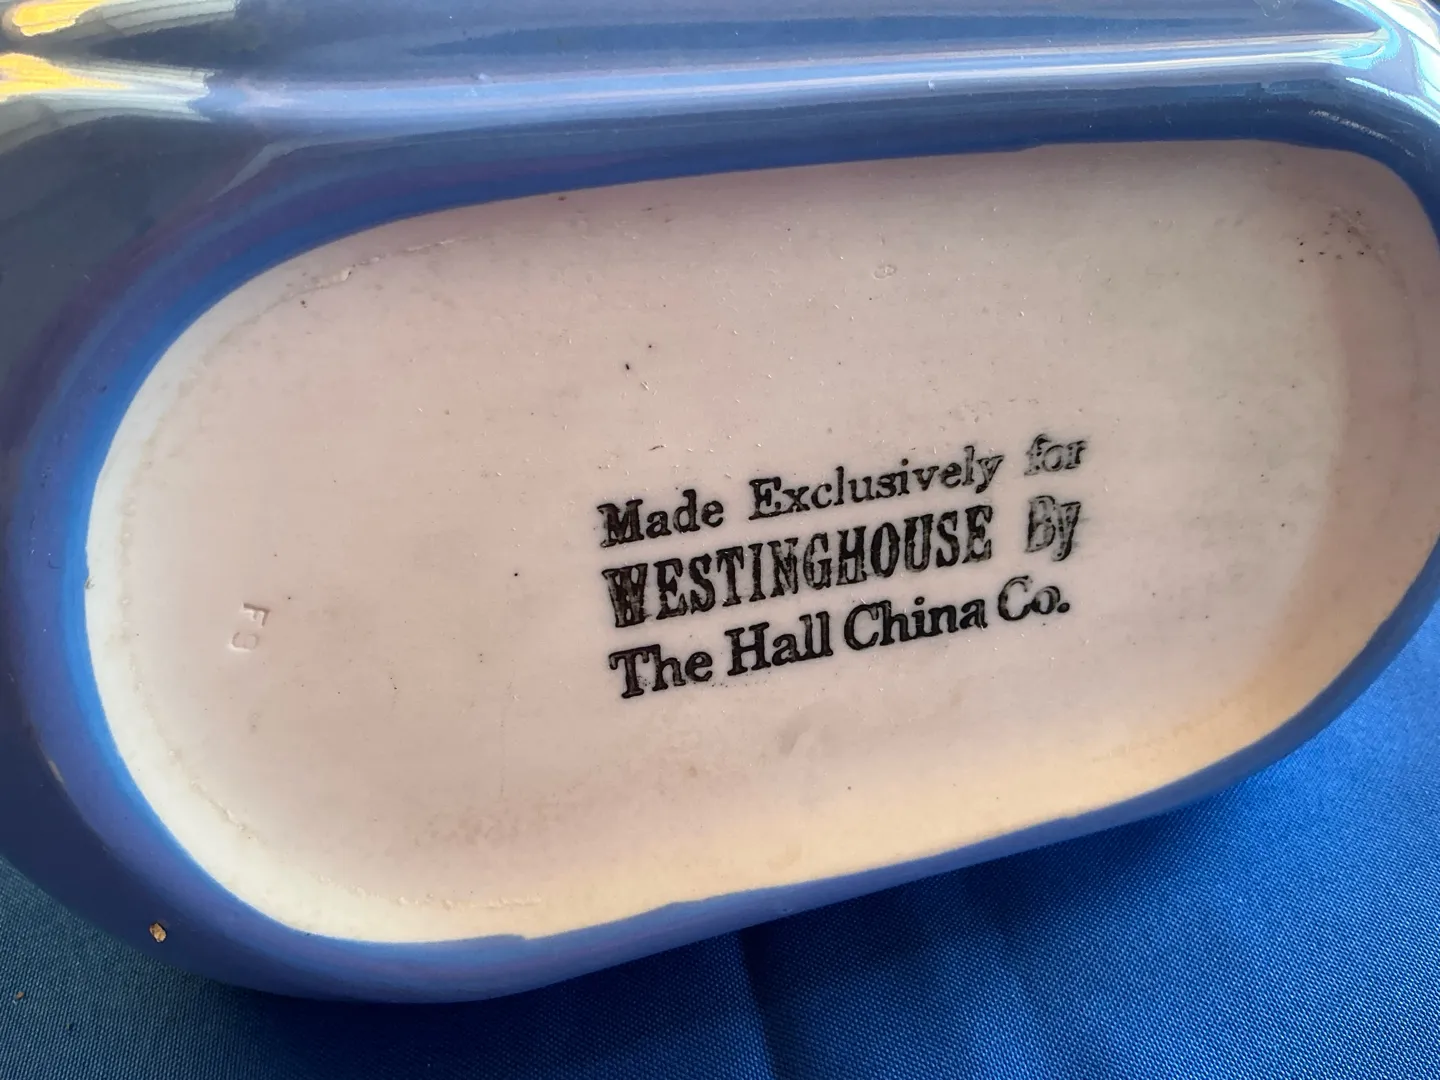 Made Exclusively for
WESTINGHOUSE By
The Hall China Co.